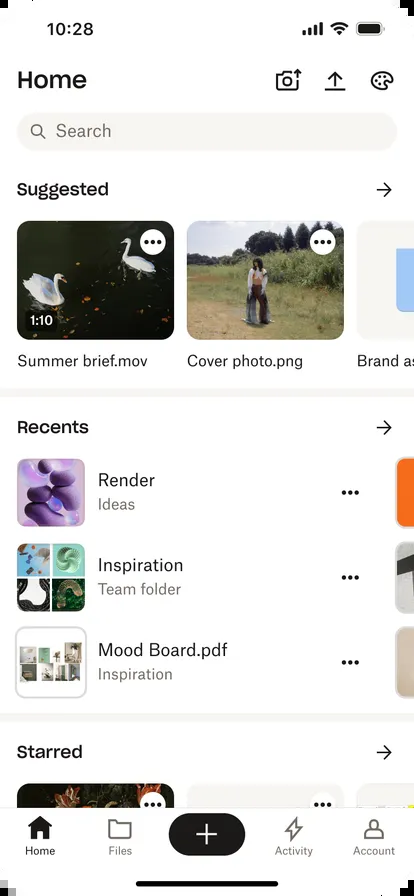 10:28
Home
Search
Suggested
1:10
Summer brief.mov
Cover photo.png
Brand as
Recents
Render
Ideas
Inspiration
Team folder
Mood Board.pdf
Inspiration
Starred
Home
Files
Activity
Account